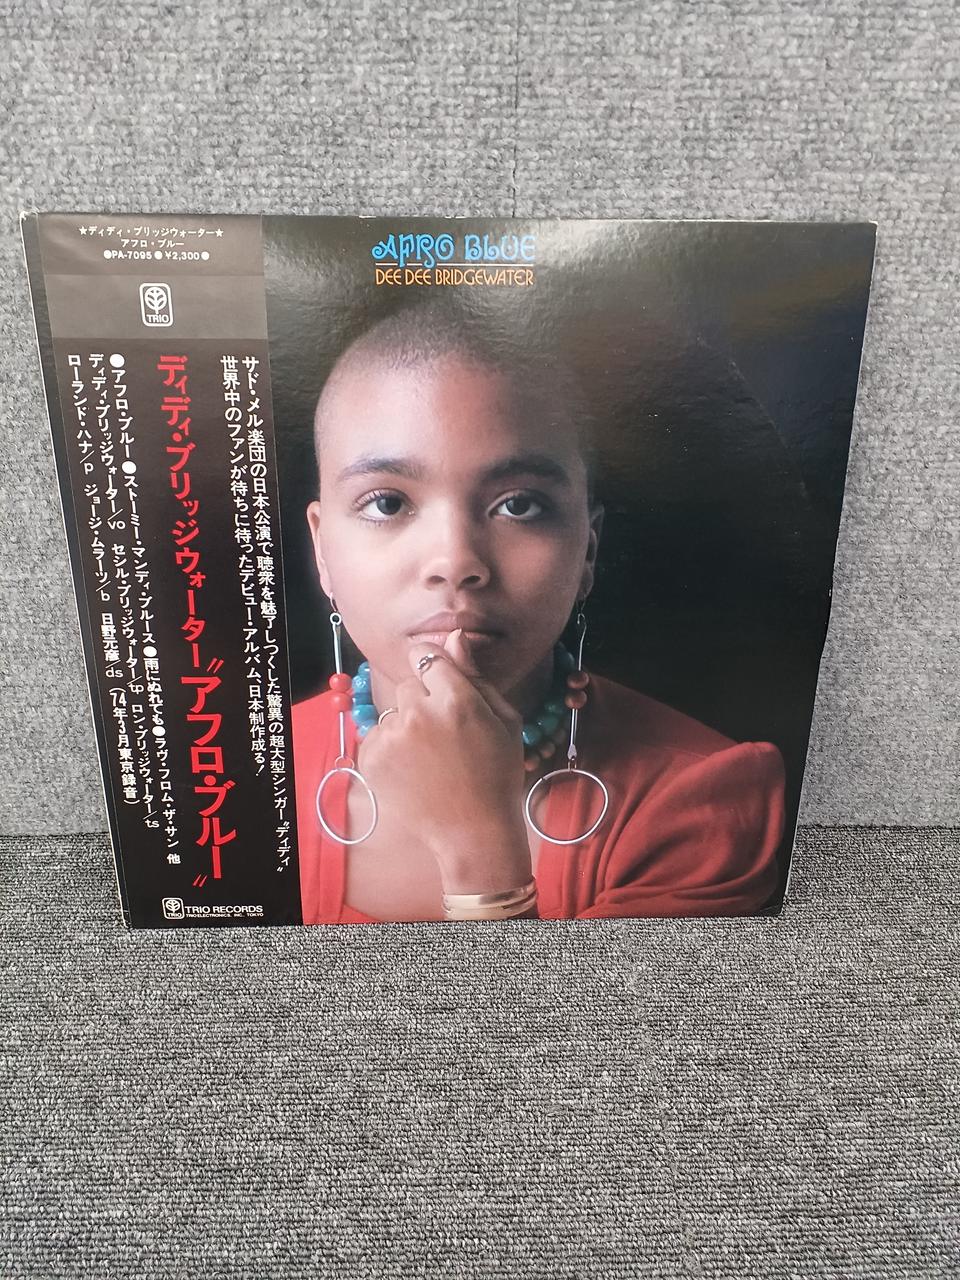 ★ディディ・ブリッジウォーター★
アフロ・ブルー
●PA-7095●¥2,300●
TRIO
サド・メル楽団の日本公演で聴衆を魅了しつくした驚異の超大型シンガー〝ディディ〟
世界中のファンが待ちに待ったデビュー・アルバム、日本制作成る!
ディディ・ブリッジウォーター〝アフロ・ブルー〟
●アフロ・ブルー●ストーミー・マンディ・ブルース●雨にぬれても●ラヴ・フロム・ザ・サン 他
ディディ・ブリッジウォーター/vo セシル・ブリッジウォーター/tp ロン・ブリッジウォーター/ts
ローランド・ハナ/p ジョージ・ムラーツ/b 日野元彦/ds (74年3月東京録音)
TRIO
TRIO RECORDS
TRIO ELECTRONICS, INC., TOKYO
AFRO BLUE
DEE DEE BRIDGEWATER